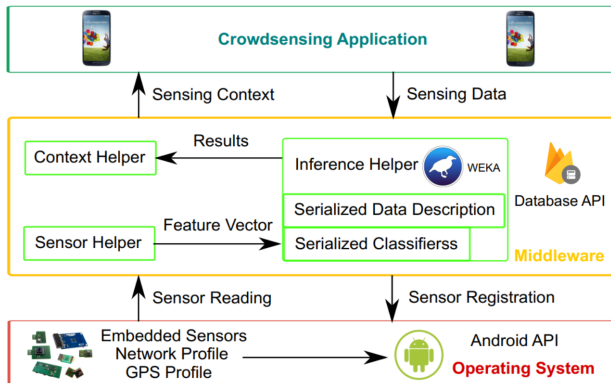 Crowdsensing Application
Sensing Context
Sensing Data
Results
Context Helper
Inference Helper
WEKA
Database API
Serialized Data Description
Feature Vector
Sensor Helper
Serialized Classifierss
Middleware
Sensor Reading
Sensor Registration
Embedded Sensors
Network Profile
GPS Profile
Android API
Operating System